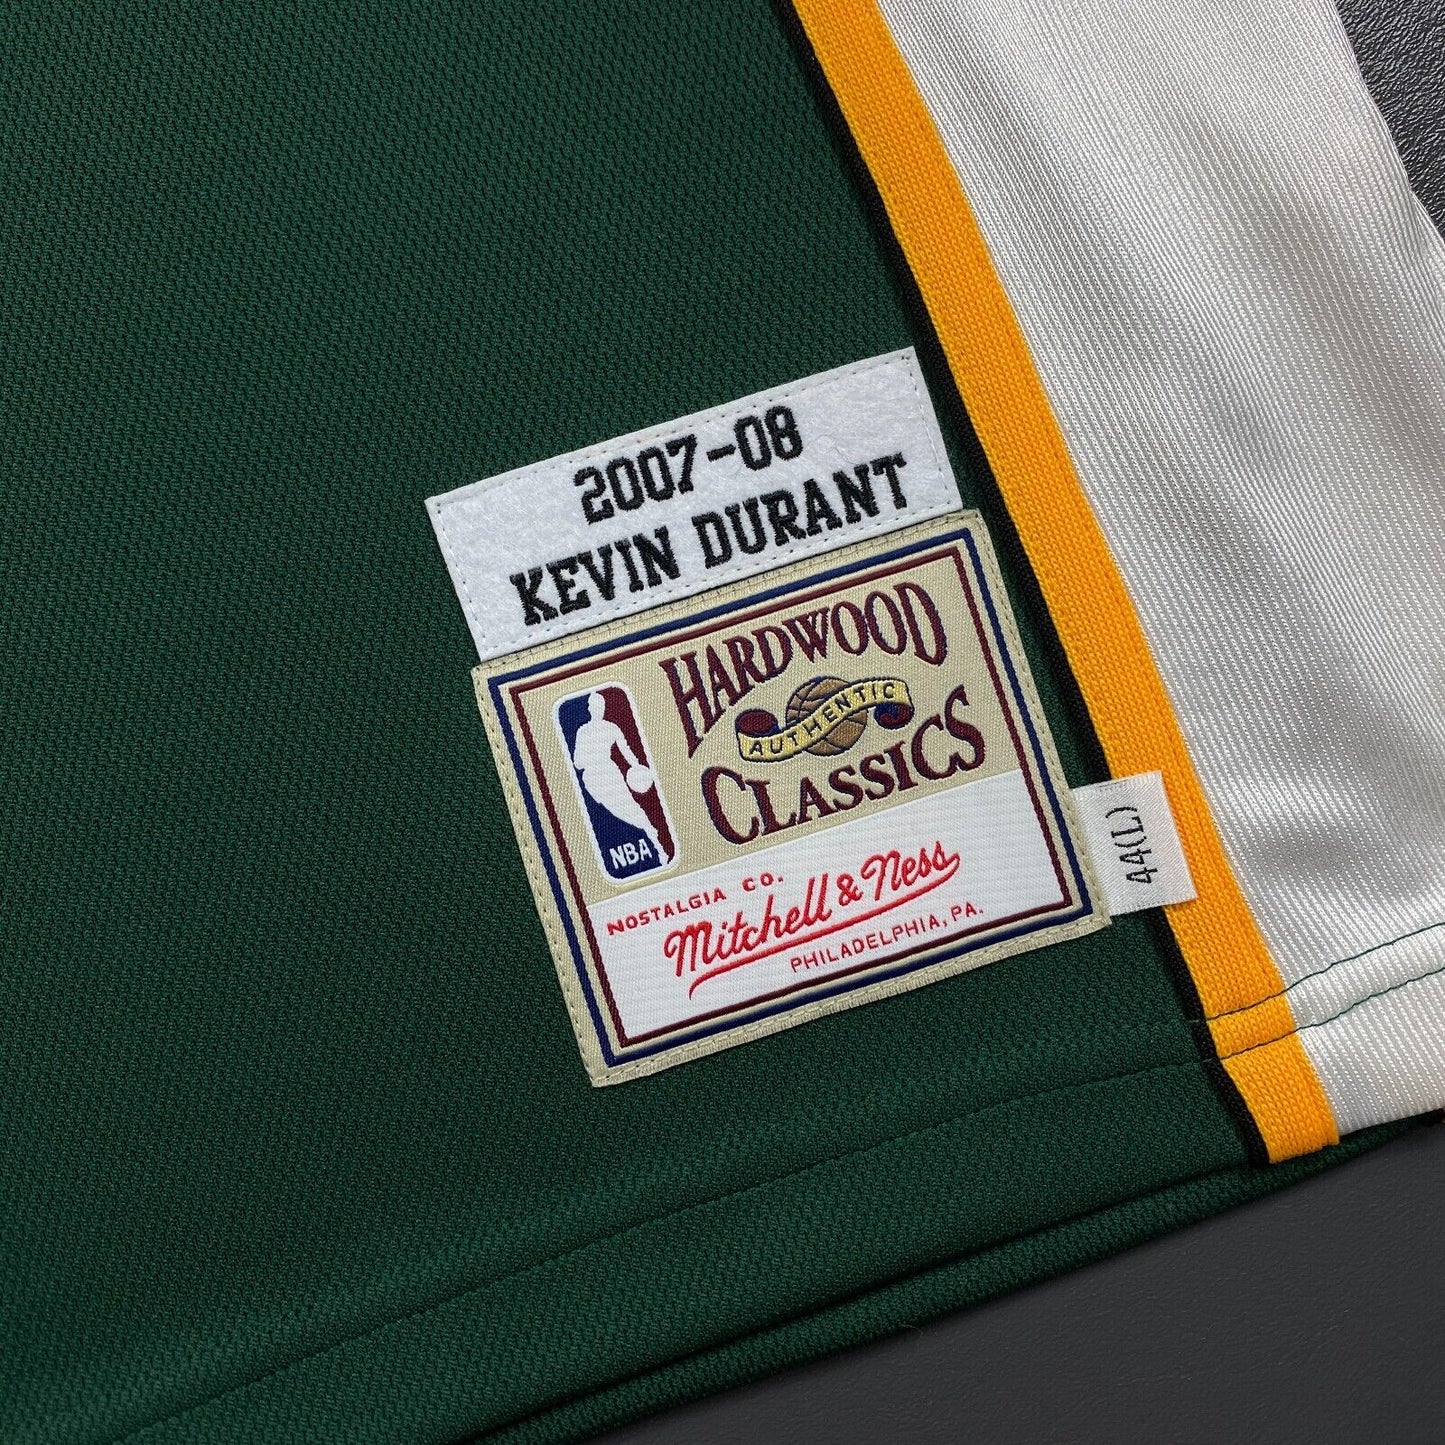 2007-08
KEVIN DURANT
HARDWOOD
AUTHENTIC
CLASSICS
NBA
NOSTALGIA CO.
Mitchell & Ness
PHILADELPHIA, PA.
44(L)